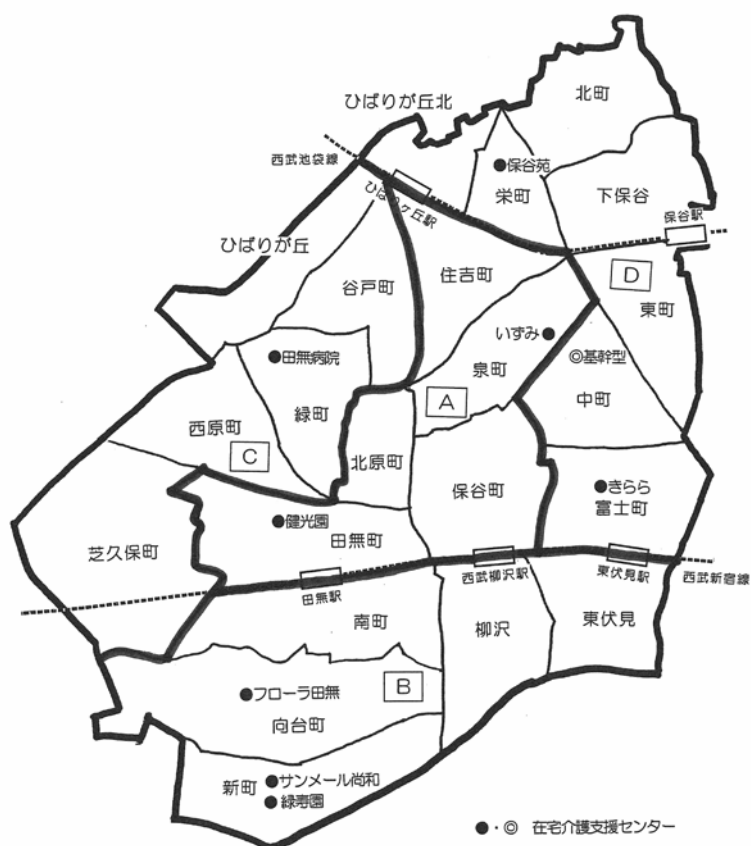 北町
ひばりが丘北
西武池袋線
●保谷苑
栄町
下保谷
ひばりヶ丘駅
保谷駅
ひばりが丘
住吉町
D
谷戸町
東町
いずみ●
●田無病院
◎基幹型
泉町
中町
A
緑町
西原町
北原町
C
保谷町
●きらら
富士町
●健光園
田無町
芝久保町
西武柳沢駅
東伏見駅
西武新宿線
田無駅
南町
柳沢
東伏見
●フローラ田無
B
向台町
新町
●サンメール尚和
●緑寿園
●・◎ 在宅介護支援センター